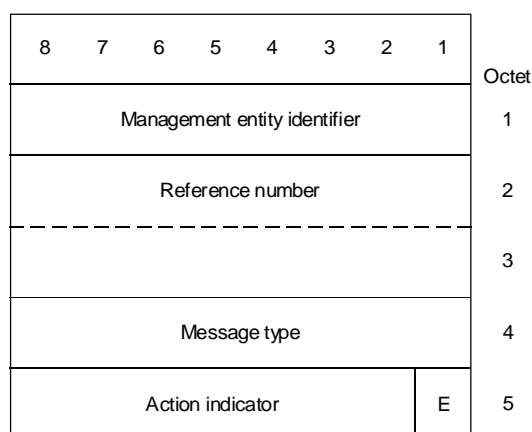 8 7 6 5 4 3 2 1
Octet
Management entity identifier 1
Reference number 2
3
Message type 4
Action indicator E 5